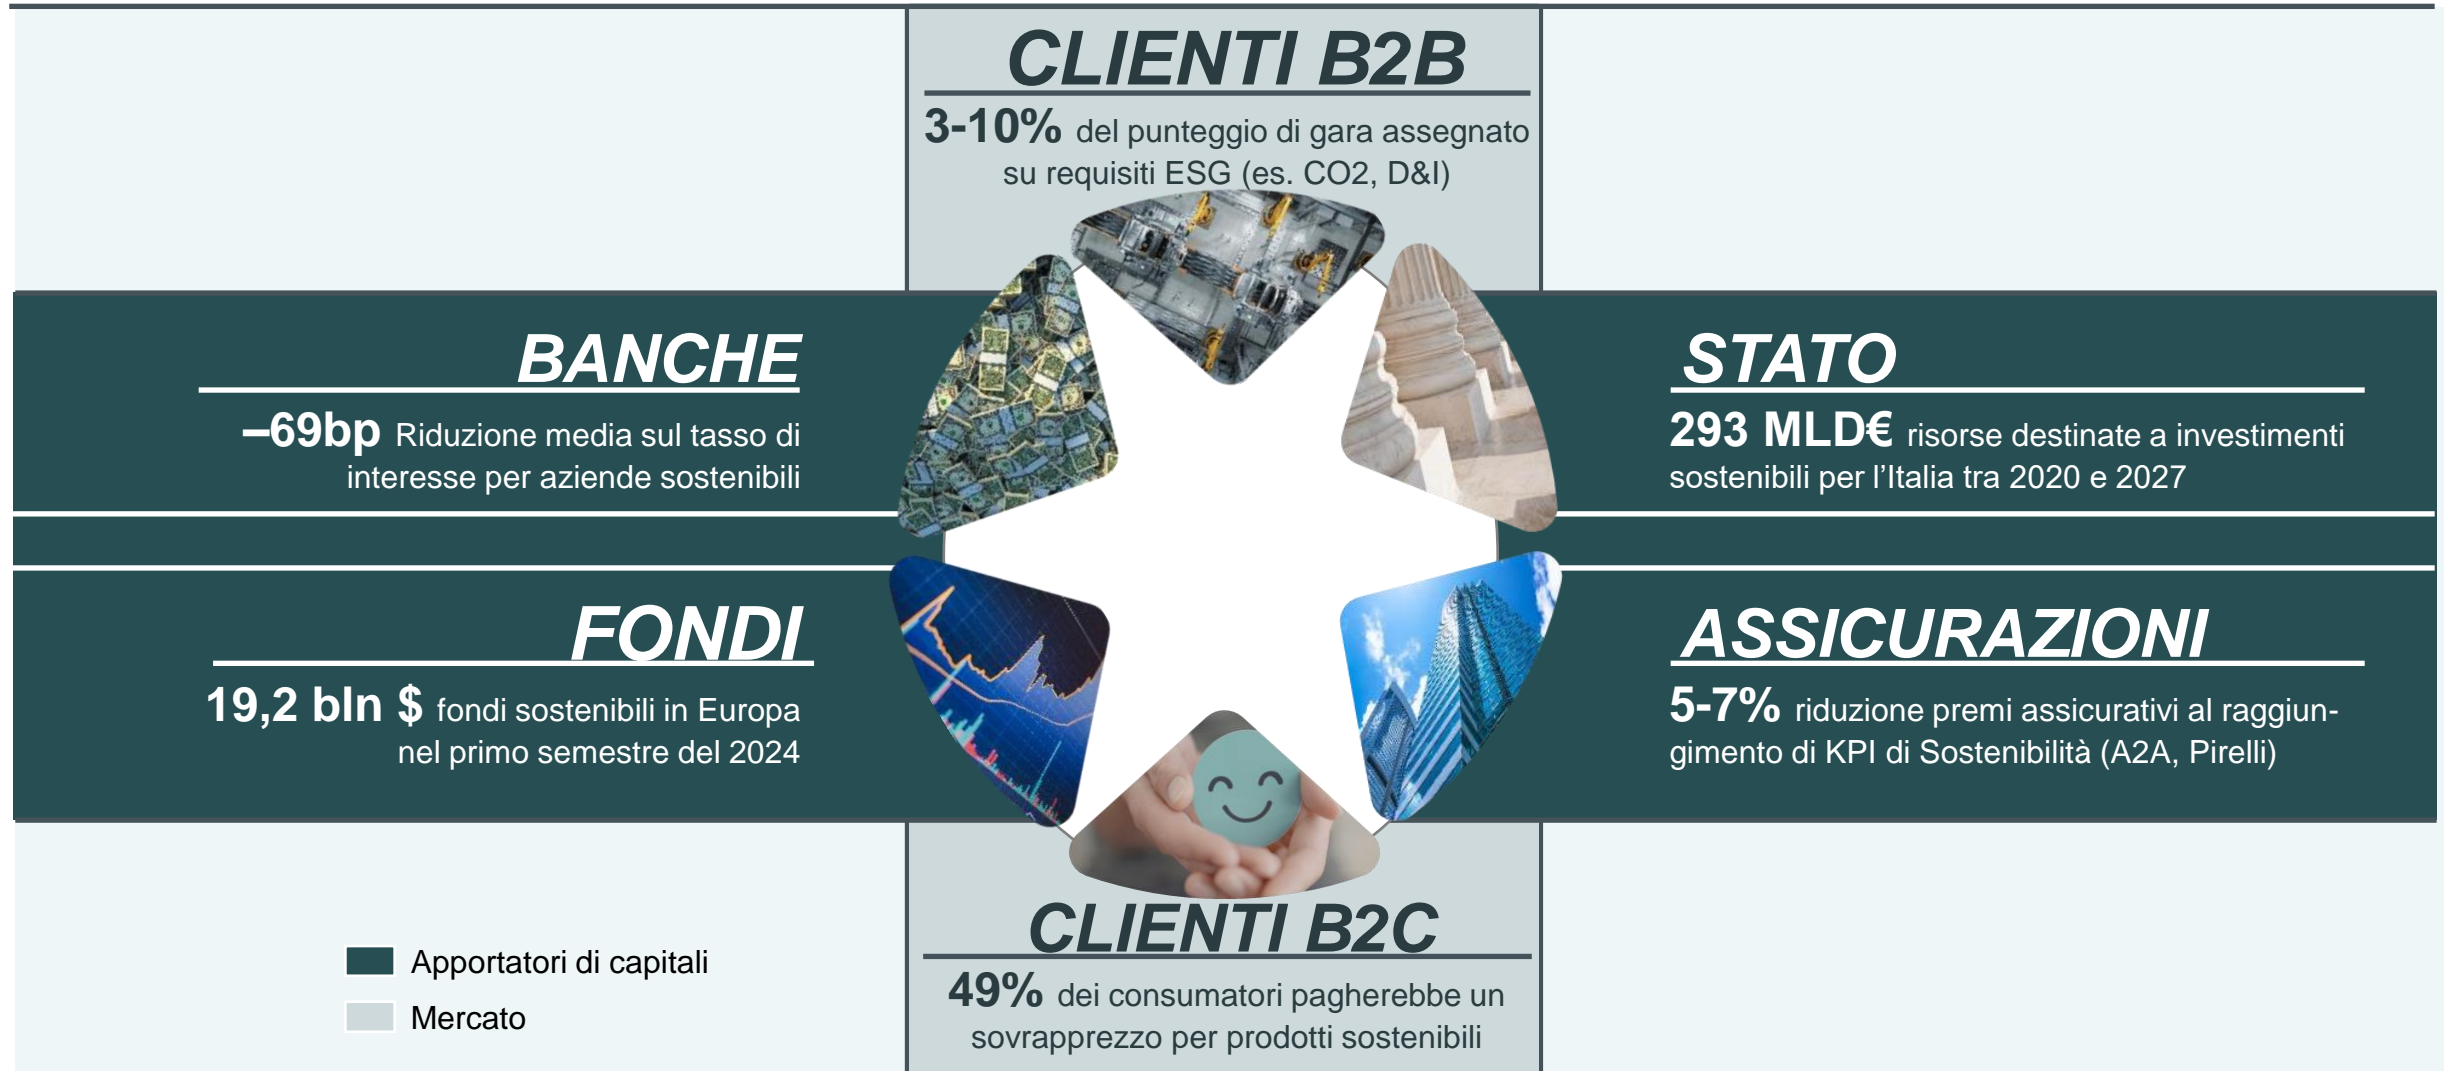 CLIENTI B2B
3-10% del punteggio di gara assegnato
su requisiti ESG (es. CO2, D&I)
BANCHE
–69bp Riduzione media sul tasso di
interesse per aziende sostenibili
STATO
293 MLD€ risorse destinate a investimenti
sostenibili per l’Italia tra 2020 e 2027
FONDI
19,2 bln $ fondi sostenibili in Europa
nel primo semestre del 2024
ASSICURAZIONI
5-7% riduzione premi assicurativi al raggiun-
gimento di KPI di Sostenibilità (A2A, Pirelli)
CLIENTI B2C
49% dei consumatori pagherebbe un
sovrapprezzo per prodotti sostenibili
Apportatori di capitali
Mercato